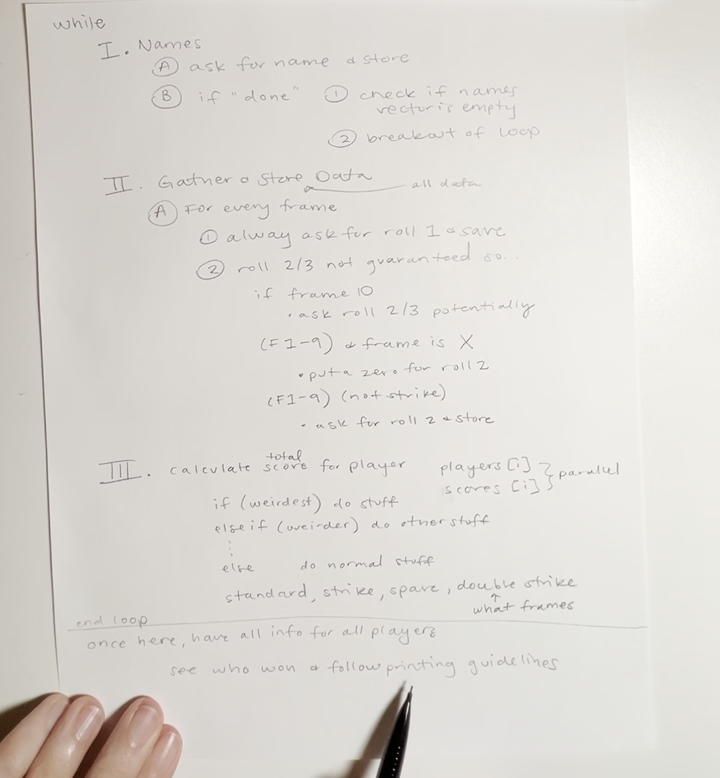 while
I. Names
Ⓐ ask for name & store
Ⓑ if "done" ① check if names
vector is empty
② breakout of loop
II. Gather & Store Data
all data
Ⓐ For every frame
① alway ask for roll 1 & save
② roll 2/3 not guaranteed so...
if frame 10
• ask roll 2/3 potentially
(F1-9) & frame is X
• put a zero for roll 2
(F1-9) (not strike)
• ask for roll 2 & store
III. calculate total score for player players [i] } parallel
scores [i]
if (weirdest) do stuff
else if (weirder) do other stuff
⋮
else do normal stuff
standard, strike, spare, double strike
↑
what frames
end loop
once here, have all info for all players
see who won & follow printing guidelines